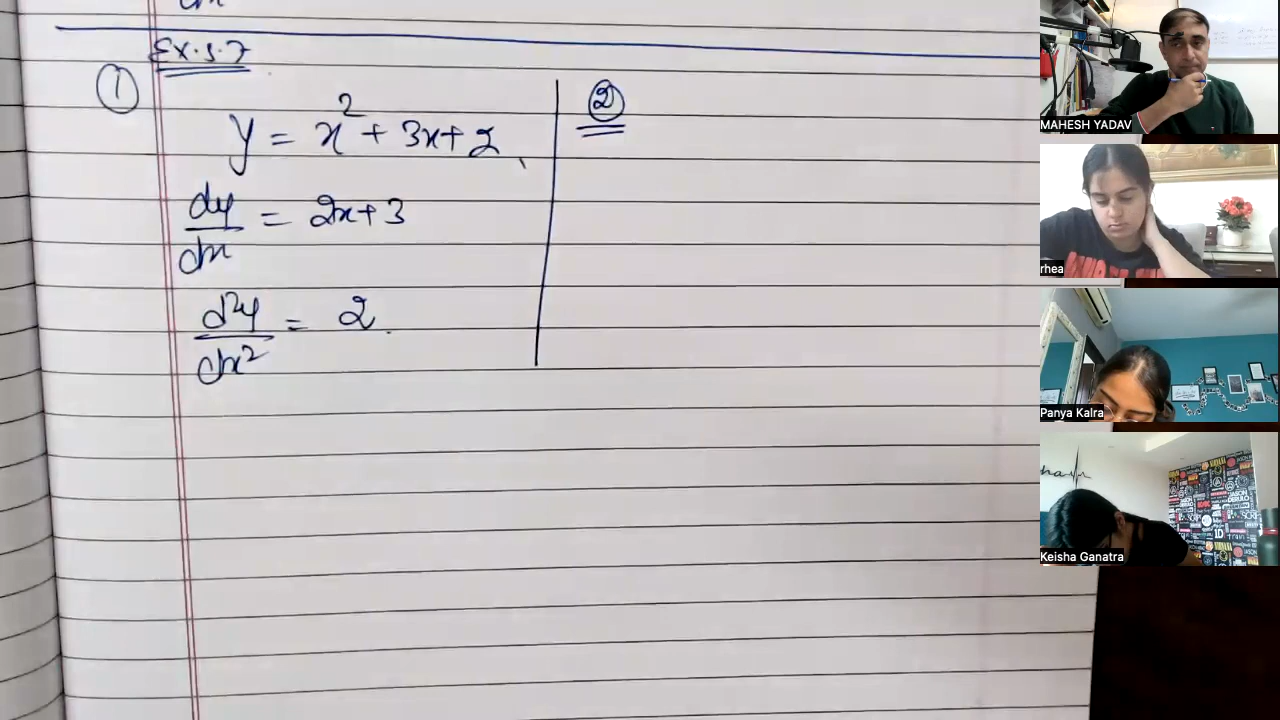 Ex.5.7
①
y = x² + 3x + 2
dy/dx = 2x + 3
d²y/dx² = 2.
②
MAHESH YADAV
rhea
Panya Kalra
Keisha Ganatra